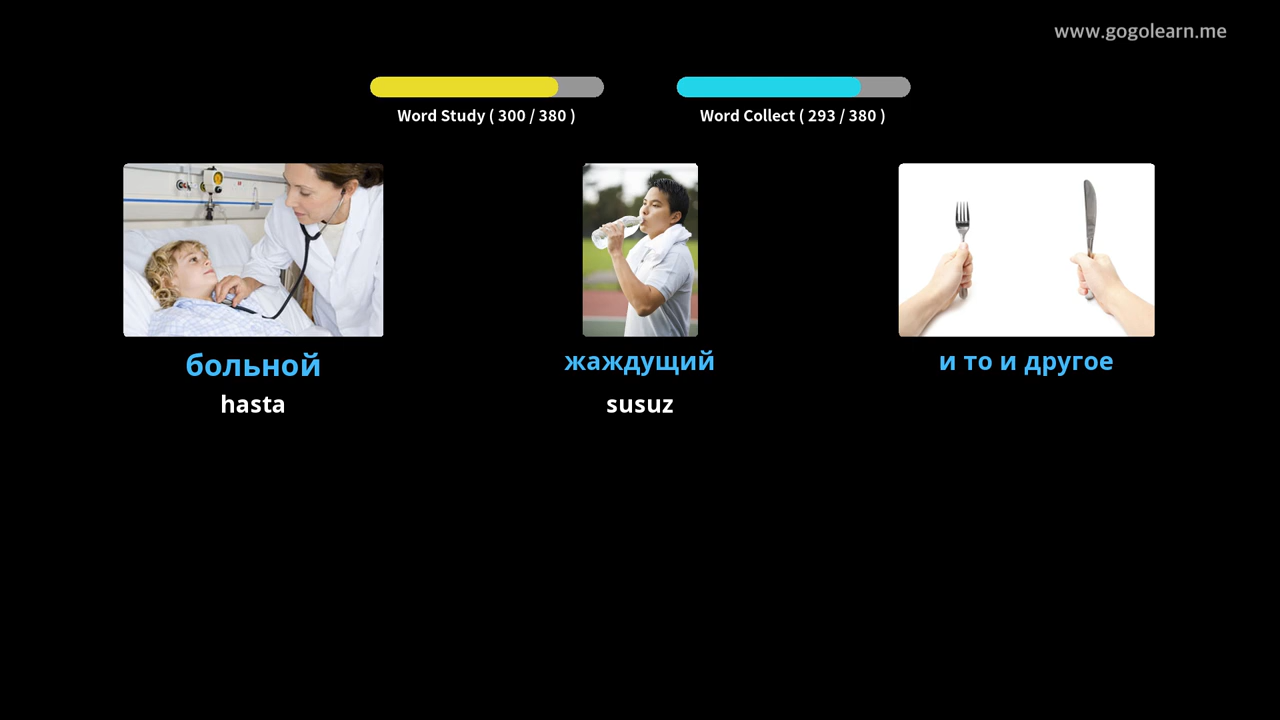 www.gogolearn.me
Word Study ( 300 / 380 )
Word Collect ( 293 / 380 )
больной
жаждущий
и то и другое
hasta
susuz